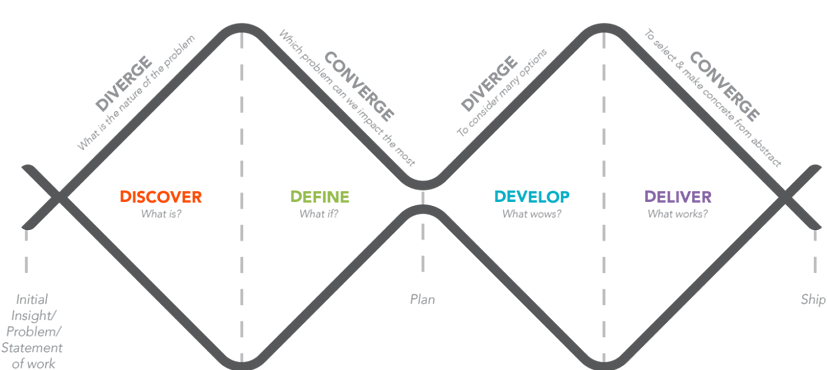 DIVERGE
What is the nature of the problem
CONVERGE
Which problem can we impact the most
DIVERGE
To consider many options
CONVERGE
To select & make concrete from abstract
DISCOVER
What is?
DEFINE
What if?
DEVELOP
What wows?
DELIVER
What works?
Initial
Insight/
Problem/
Statement
of work
Plan
Ship